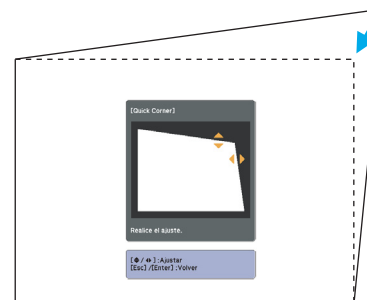 [Quick Corner]
Realice el ajuste.
[ / ] :Ajustar
[Esc] /[Enter] :Volver